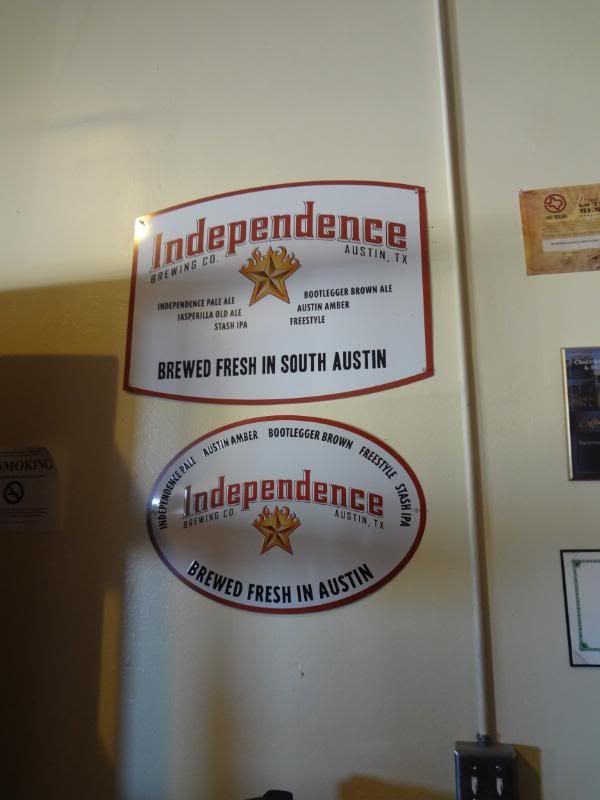 Independence
BREWING CO. AUSTIN, TX
INDEPENDENCE PALE ALE BOOTLEGGER BROWN ALE
JASPERILLA OLD ALE AUSTIN AMBER
STASH IPA FREESTYLE
BREWED FRESH IN SOUTH AUSTIN
INDEPENDENCE PALE AUSTIN AMBER BOOTLEGGER BROWN FREESTYLE STASH IPA
Independence
BREWING CO. AUSTIN, TX
BREWED FRESH IN AUSTIN
SMOKING